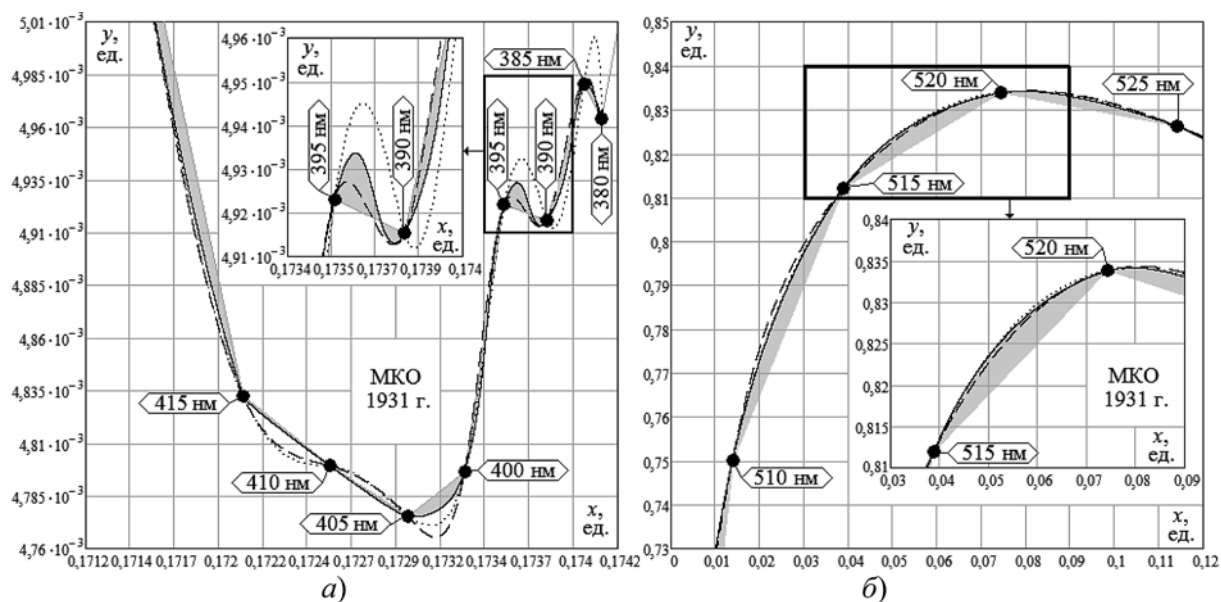 5,01·10⁻³
4,985·10⁻³
4,96·10⁻³
4,935·10⁻³
4,91·10⁻³
4,885·10⁻³
4,86·10⁻³
4,835·10⁻³
4,81·10⁻³
4,785·10⁻³
4,76·10⁻³
y,
ед.
4,96·10⁻³
4,95·10⁻³
4,94·10⁻³
4,93·10⁻³
4,92·10⁻³
4,91·10⁻³
y,
ед.
395 нм
390 нм
x,
ед.
0,1734 0,1735 0,1737 0,1739 0,174
385 нм
395 нм
390 нм
380 нм
415 нм
410 нм
405 нм
400 нм
МКО
1931 г.
x,
ед.
0,1712 0,1714 0,1717 0,172 0,1722 0,1725 0,1727 0,1729 0,1732 0,1734 0,1737 0,174 0,1742
а)
0,85
0,84
0,83
0,82
0,81
0,8
0,79
0,78
0,77
0,76
0,75
0,74
0,73
y,
ед.
520 нм
525 нм
515 нм
510 нм
0,84
0,835
0,83
0,825
0,82
0,815
0,81
y,
ед.
520 нм
515 нм
МКО
1931 г.
x,
ед.
0,03 0,04 0,05 0,06 0,07 0,08 0,09
x,
ед.
0 0,01 0,02 0,03 0,04 0,05 0,06 0,07 0,08 0,09 0,1 0,11 0,12
б)